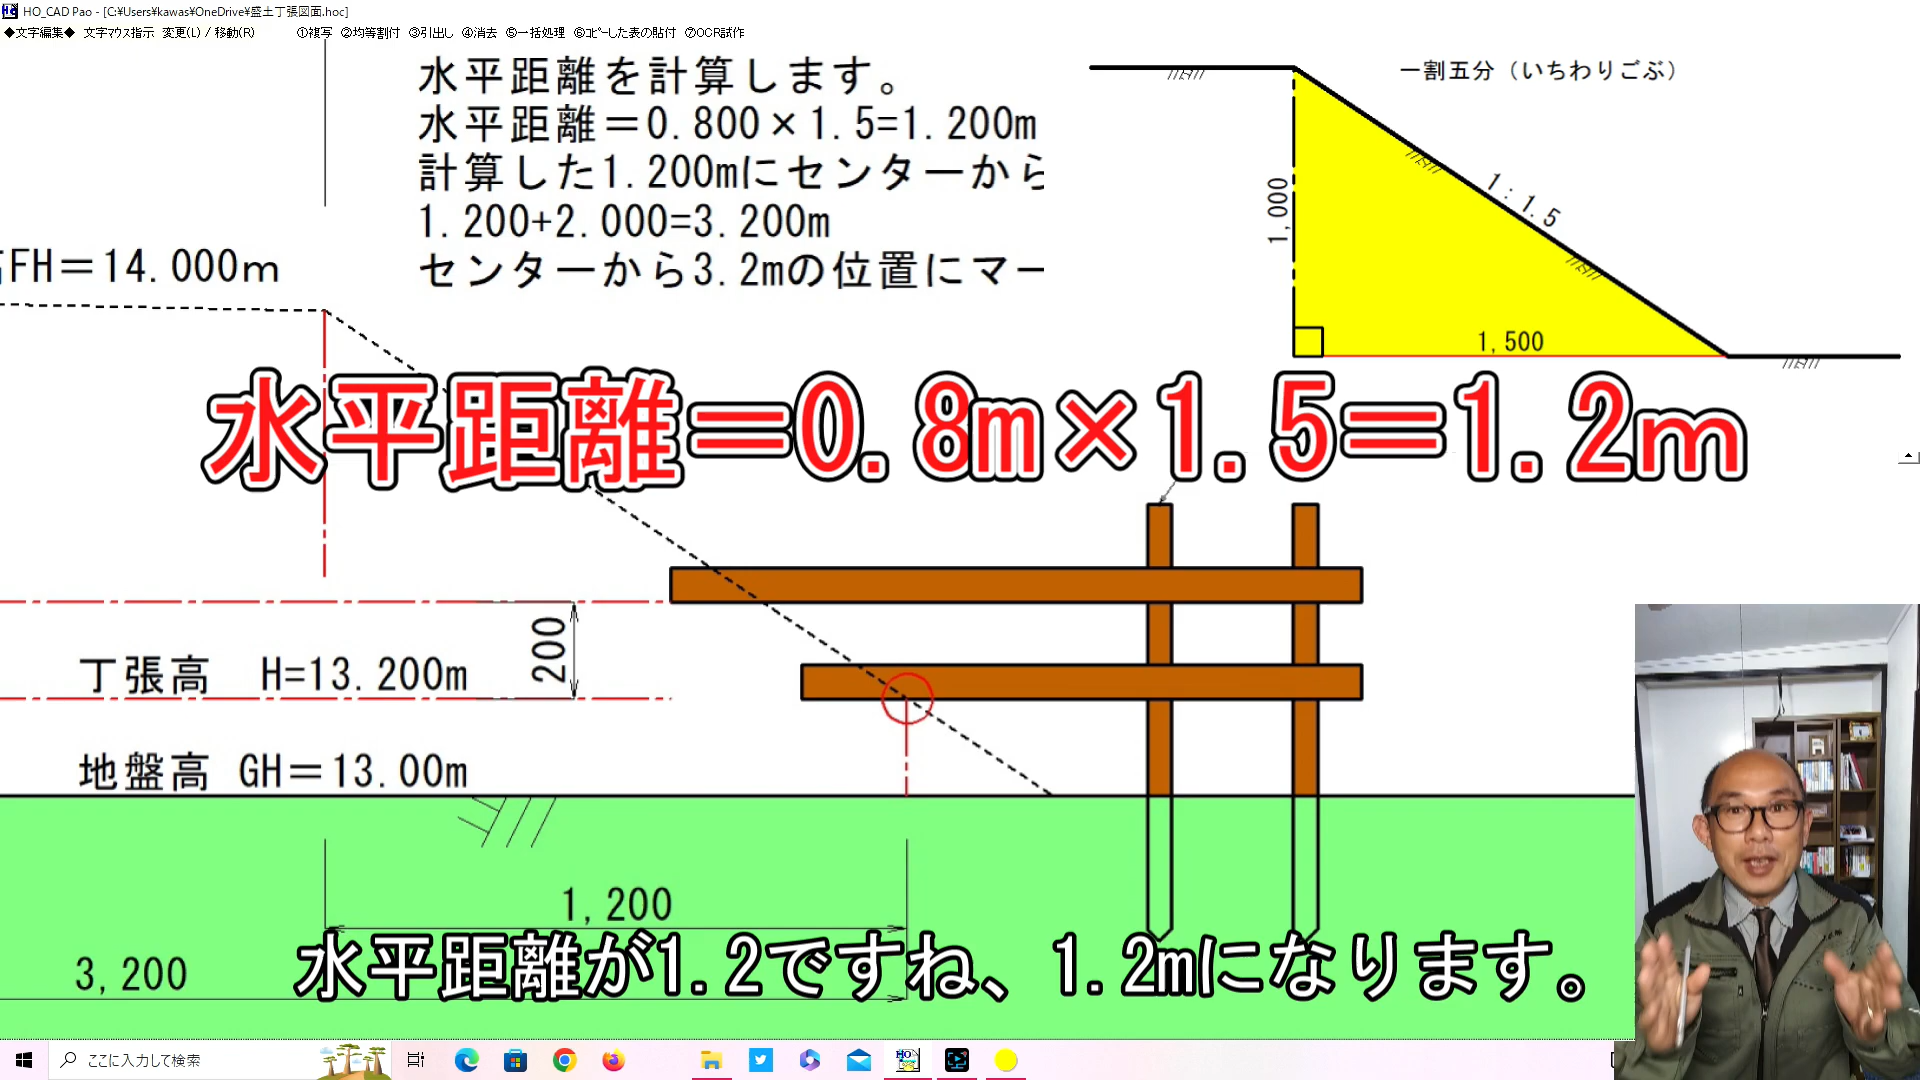 HO_CAD Pao - [C:¥Users¥kawas¥OneDrive¥盛土丁張図面.hoc]
◆文字編集◆ 文字マウス指示 変更(L) / 移動(R) ①複写 ②均等割付 ③引出し ④消去 ⑤一括処理 ⑥ｺﾋﾟｰした表の貼付 ⑦OCR試作
水平距離を計算します。
水平距離＝0.800×1.5=1.200m
計算した1.200mにセンターから
1.200+2.000=3.200m
センターから3.2mの位置にマー
一割五分（いちわりごぶ）
1,000
1：1.5
1,500
FH＝14.000m
水平距離＝0.8m×1.5＝1.2m
200
丁張高 H=13.200m
地盤高 GH＝13.00m
1,200
3,200
水平距離が1.2ですね、1.2mになります。
ここに入力して検索